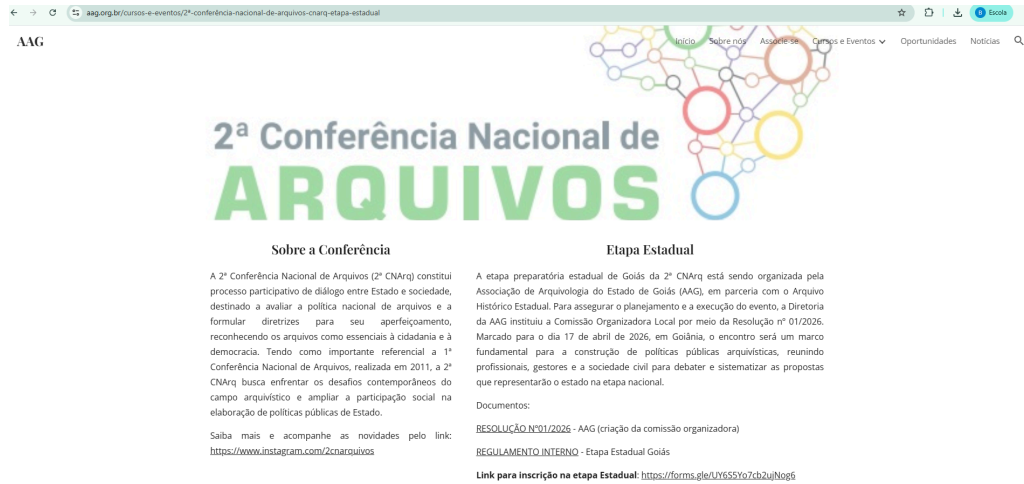 aag.org.br/cursos-e-eventos/2ª-conferência-nacional-de-arquivos-cnarq-etapa-estadual
B Escola
AAG
Início Sobre nós Associe-se Cursos e Eventos Oportunidades Notícias
2ª Conferência Nacional de
ARQUIVOS
Sobre a Conferência
A 2ª Conferência Nacional de Arquivos (2ª CNArq) constitui
processo participativo de diálogo entre Estado e sociedade,
destinado a avaliar a política nacional de arquivos e a
formular diretrizes para seu aperfeiçoamento,
reconhecendo os arquivos como essenciais à cidadania e à
democracia. Tendo como importante referencial a 1ª
Conferência Nacional de Arquivos, realizada em 2011, a 2ª
CNArq busca enfrentar os desafios contemporâneos do
campo arquivístico e ampliar a participação social na
elaboração de políticas públicas de Estado.
Saiba mais e acompanhe as novidades pelo link:
https://www.instagram.com/2cnarquivos
Etapa Estadual
A etapa preparatória estadual de Goiás da 2ª CNArq está sendo organizada pela
Associação de Arquivologia do Estado de Goiás (AAG), em parceria com o Arquivo
Histórico Estadual. Para assegurar o planejamento e a execução do evento, a Diretoria
da AAG instituiu a Comissão Organizadora Local por meio da Resolução nº 01/2026.
Marcado para o dia 17 de abril de 2026, em Goiânia, o encontro será um marco
fundamental para a construção de políticas públicas arquivísticas, reunindo
profissionais, gestores e a sociedade civil para debater e sistematizar as propostas
que representarão o estado na etapa nacional.
Documentos:
RESOLUÇÃO Nº01/2026 - AAG (criação da comissão organizadora)
REGULAMENTO INTERNO - Etapa Estadual Goiás
Link para inscrição na etapa Estadual: https://forms.gle/UY655Yo7cb2ujNog6